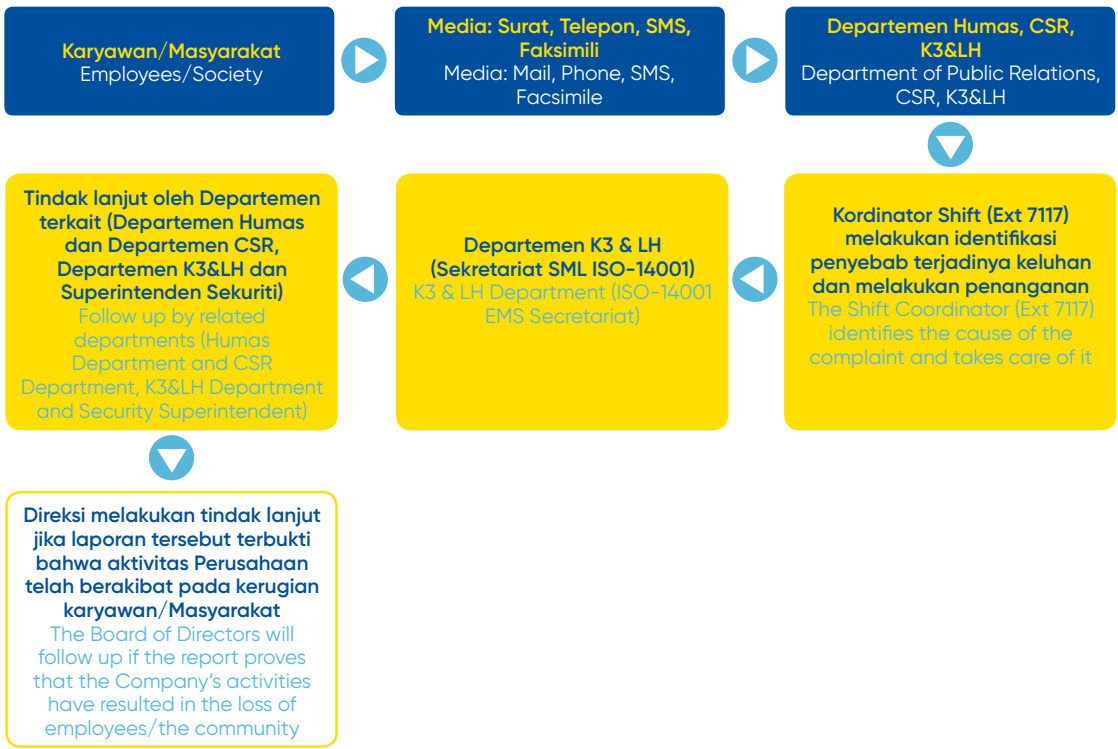 Karyawan/Masyarakat
Employees/Society
Media: Surat, Telepon, SMS,
Faksimili
Media: Mail, Phone, SMS,
Facsimile
Departemen Humas, CSR,
K3&LH
Department of Public Relations,
CSR, K3&LH
Kordinator Shift (Ext 7117)
melakukan identifikasi
penyebab terjadinya keluhan
dan melakukan penanganan
The Shift Coordinator (Ext 7117)
identifies the cause of the
complaint and takes care of it
Departemen K3 & LH
(Sekretariat SML ISO-14001)
K3 & LH Department (ISO-14001
EMS Secretariat)
Tindak lanjut oleh Departemen
terkait (Departemen Humas
dan Departemen CSR,
Departemen K3&LH dan
Superintenden Sekuriti)
Follow up by related
departments (Humas
Department and CSR
Department, K3&LH Department
and Security Superintendent)
Direksi melakukan tindak lanjut
jika laporan tersebut terbukti
bahwa aktivitas Perusahaan
telah berakibat pada kerugian
karyawan/Masyarakat
The Board of Directors will
follow up if the report proves
that the Company's activities
have resulted in the loss of
employees/the community